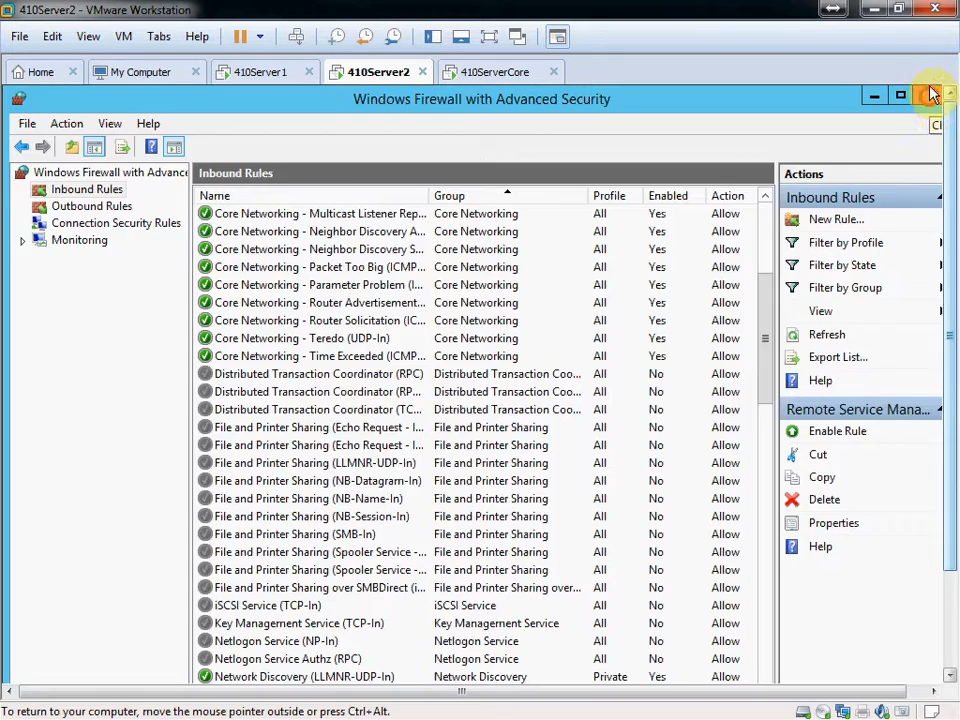 410Server2 - VMware Workstation
File Edit View VM Tabs Help
Home My Computer 410Server1 410Server2 410ServerCore
Windows Firewall with Advanced Security
File Action View Help
Windows Firewall with Advance
Inbound Rules
Outbound Rules
Connection Security Rules
Monitoring
Inbound Rules
Name Group Profile Enabled Action
Core Networking - Multicast Listener Rep... Core Networking All Yes Allow
Core Networking - Neighbor Discovery A... Core Networking All Yes Allow
Core Networking - Neighbor Discovery S... Core Networking All Yes Allow
Core Networking - Packet Too Big (ICMP... Core Networking All Yes Allow
Core Networking - Parameter Problem (I... Core Networking All Yes Allow
Core Networking - Router Advertisement... Core Networking All Yes Allow
Core Networking - Router Solicitation (IC... Core Networking All Yes Allow
Core Networking - Teredo (UDP-In) Core Networking All Yes Allow
Core Networking - Time Exceeded (ICMP... Core Networking All Yes Allow
Distributed Transaction Coordinator (RPC) Distributed Transaction Coo... All No Allow
Distributed Transaction Coordinator (RP... Distributed Transaction Coo... All No Allow
Distributed Transaction Coordinator (TC... Distributed Transaction Coo... All No Allow
File and Printer Sharing (Echo Request - I... File and Printer Sharing All No Allow
File and Printer Sharing (Echo Request - I... File and Printer Sharing All No Allow
File and Printer Sharing (LLMNR-UDP-In) File and Printer Sharing All No Allow
File and Printer Sharing (NB-Datagram-In) File and Printer Sharing All No Allow
File and Printer Sharing (NB-Name-In) File and Printer Sharing All No Allow
File and Printer Sharing (NB-Session-In) File and Printer Sharing All No Allow
File and Printer Sharing (SMB-In) File and Printer Sharing All No Allow
File and Printer Sharing (Spooler Service -... File and Printer Sharing All No Allow
File and Printer Sharing (Spooler Service -... File and Printer Sharing All No Allow
File and Printer Sharing over SMBDirect (i... File and Printer Sharing over... All No Allow
iSCSI Service (TCP-In) iSCSI Service All No Allow
Key Management Service (TCP-In) Key Management Service All No Allow
Netlogon Service (NP-In) Netlogon Service All No Allow
Netlogon Service Authz (RPC) Netlogon Service All No Allow
Network Discovery (LLMNR-UDP-In) Network Discovery Private Yes Allow
Actions
Inbound Rules
New Rule...
Filter by Profile
Filter by State
Filter by Group
View
Refresh
Export List...
Help
Remote Service Mana...
Enable Rule
Cut
Copy
Delete
Properties
Help
To return to your computer, move the mouse pointer outside or press Ctrl+Alt.